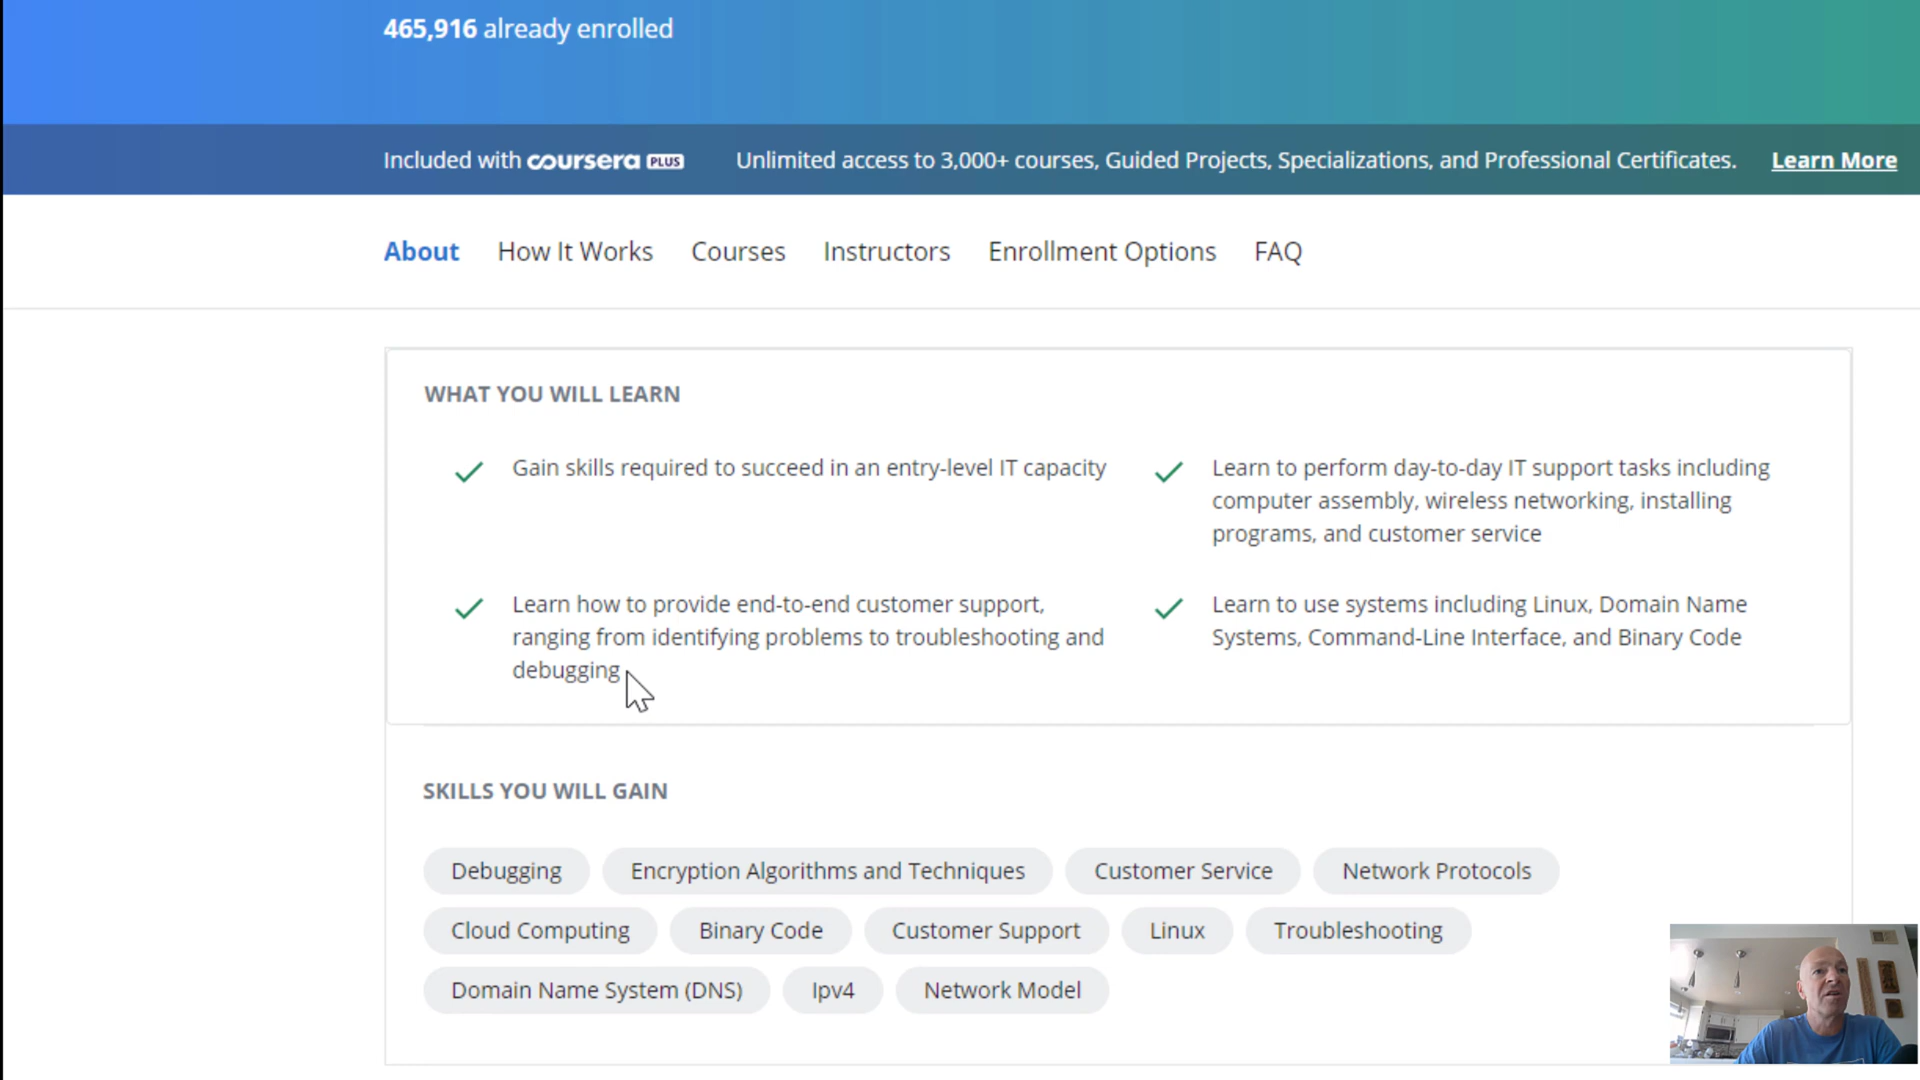 465,916 already enrolled
Included with coursera PLUS Unlimited access to 3,000+ courses, Guided Projects, Specializations, and Professional Certificates. Learn More
About How It Works Courses Instructors Enrollment Options FAQ
WHAT YOU WILL LEARN
Gain skills required to succeed in an entry-level IT capacity
Learn to perform day-to-day IT support tasks including
computer assembly, wireless networking, installing
programs, and customer service
Learn how to provide end-to-end customer support,
ranging from identifying problems to troubleshooting and
debugging
Learn to use systems including Linux, Domain Name
Systems, Command-Line Interface, and Binary Code
SKILLS YOU WILL GAIN
Debugging Encryption Algorithms and Techniques Customer Service Network Protocols
Cloud Computing Binary Code Customer Support Linux Troubleshooting
Domain Name System (DNS) Ipv4 Network Model